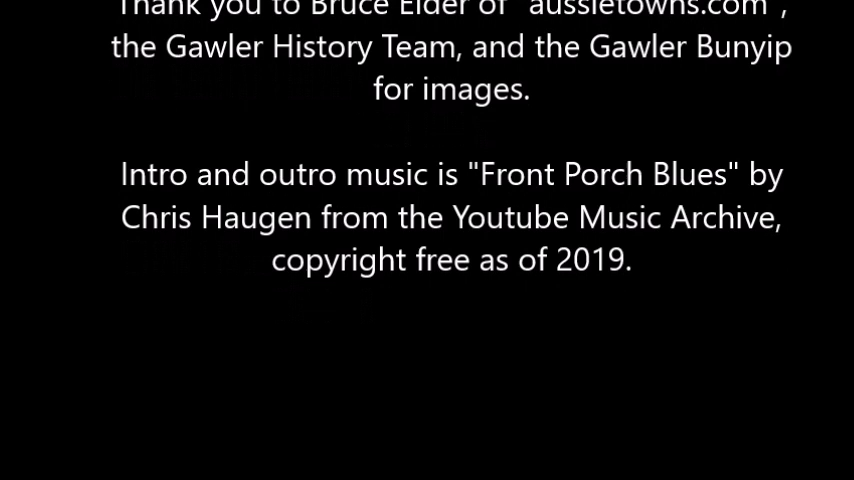 Thank you to Bruce Elder of "aussietowns.com",
the Gawler History Team, and the Gawler Bunyip
for images.
Intro and outro music is "Front Porch Blues" by
Chris Haugen from the Youtube Music Archive,
copyright free as of 2019.